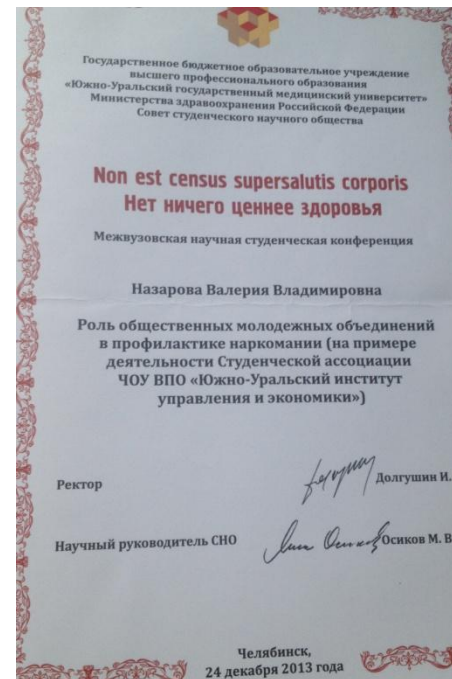 Государственное бюджетное образовательное учреждение
высшего профессионального образования
«Южно-Уральский государственный медицинский университет»
Министерства здравоохранения Российской Федерации
Совет студенческого научного общества
Non est census supersalutis corporis
Нет ничего ценнее здоровья
Межвузовская научная студенческая конференция
Назарова Валерия Владимировна
Роль общественных молодежных объединений
в профилактике наркомании (на примере
деятельности Студенческой ассоциации
ЧОУ ВПО «Южно-Уральский институт
управления и экономики»)
Ректор Долгушин И.
Научный руководитель СНО Осиков М. В
Челябинск,
24 декабря 2013 года